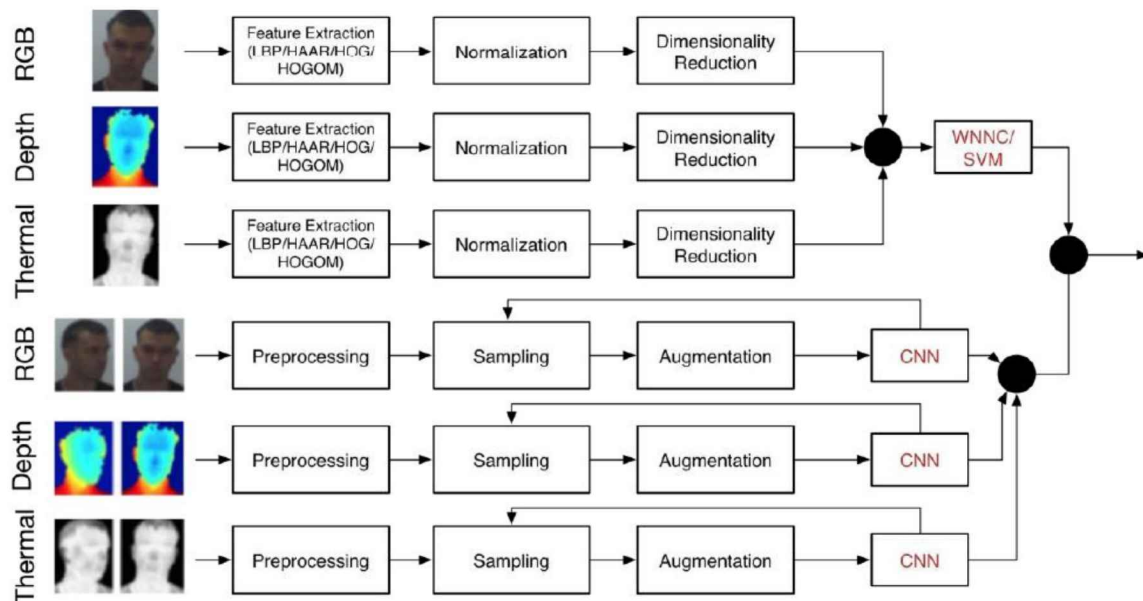 RGB
Feature Extraction
(LBP/HAAR/HOG/
HOGOM)
Normalization
Dimensionality
Reduction
Depth
Feature Extraction
(LBP/HAAR/HOG/
HOGOM)
Normalization
Dimensionality
Reduction
WNNC/
SVM
Thermal
Feature Extraction
(LBP/HAAR/HOG/
HOGOM)
Normalization
Dimensionality
Reduction
RGB
Preprocessing
Sampling
Augmentation
CNN
Depth
Preprocessing
Sampling
Augmentation
CNN
Thermal
Preprocessing
Sampling
Augmentation
CNN